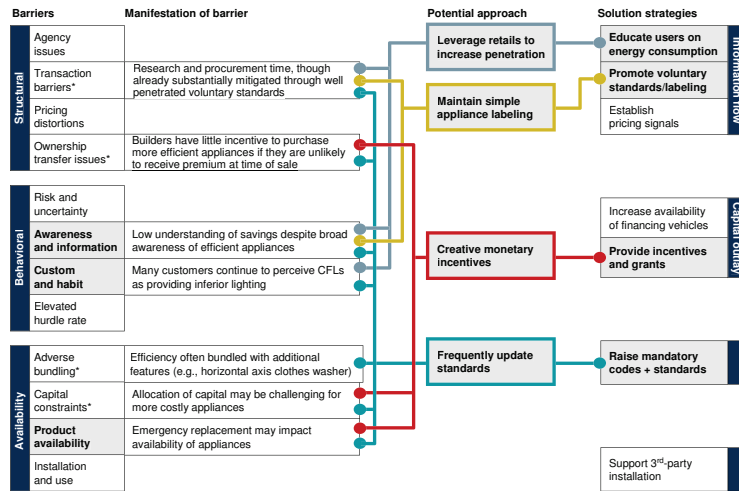 Barriers
Manifestation of barrier
Potential approach
Solution strategies
Structural
Agency
issues
Transaction
barriers*
Research and procurement time, though
already substantially mitigated through well
penetrated voluntary standards
Pricing
distortions
Ownership
transfer issues*
Builders have little incentive to purchase
more efficient appliances if they are unlikely
to receive premium at time of sale
Behavioral
Risk and
uncertainty
Awareness
and information
Low understanding of savings despite broad
awareness of efficient appliances
Custom
and habit
Many customers continue to perceive CFLs
as providing inferior lighting
Elevated
hurdle rate
Availability
Adverse
bundling*
Efficiency often bundled with additional
features (e.g., horizontal axis clothes washer)
Capital
constraints*
Allocation of capital may be challenging for
more costly appliances
Product
availability
Emergency replacement may impact
availability of appliances
Installation
and use
Leverage retails to
increase penetration
Maintain simple
appliance labeling
Creative monetary
incentives
Frequently update
standards
Educate users on
energy consumption
Promote voluntary
standards/labeling
Establish
pricing signals
Information flow
Increase availability
of financing vehicles
Provide incentives
and grants
Capital outlay
Raise mandatory
codes + standards
Support 3rd-party
installation